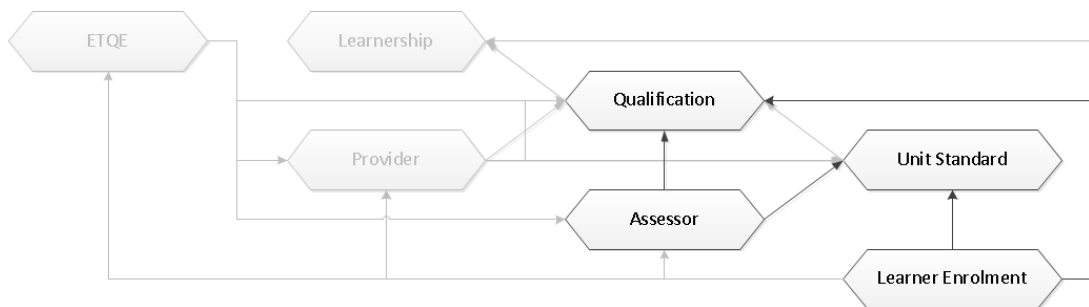 ETQE
Learnership
Qualification
Provider
Unit Standard
Assessor
Learner Enrolment